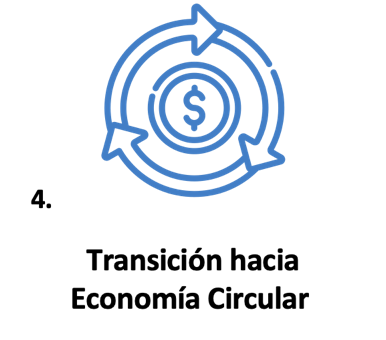 $
4.
Transición hacia
Economía Circular